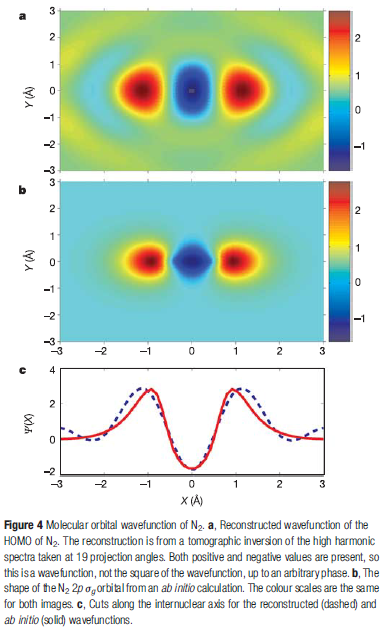 a
3
2
1
0
−1
−2
−3
Y (Å)
2
1
0
−1
b
3
2
1
0
−1
−2
−3
Y (Å)
−3 −2 −1 0 1 2 3
2
1
0
−1
c
4
2
0
−2
Ψ(X)
−3 −2 −1 0 1 2 3
X (Å)
Figure 4 Molecular orbital wavefunction of N2. a, Reconstructed wavefunction of the
HOMO of N2. The reconstruction is from a tomographic inversion of the high harmonic
spectra taken at 19 projection angles. Both positive and negative values are present, so
this is a wavefunction, not the square of the wavefunction, up to an arbitrary phase. b, The
shape of the N2 2p σg orbital from an ab initio calculation. The colour scales are the same
for both images. c, Cuts along the internuclear axis for the reconstructed (dashed) and
ab initio (solid) wavefunctions.